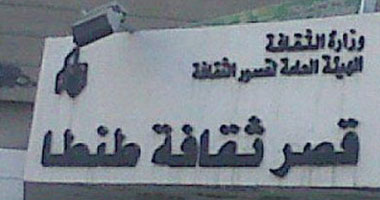 وزارة الثقافة
الهيئة العامة لقصور الثقافة
قصر ثقافة طنطا